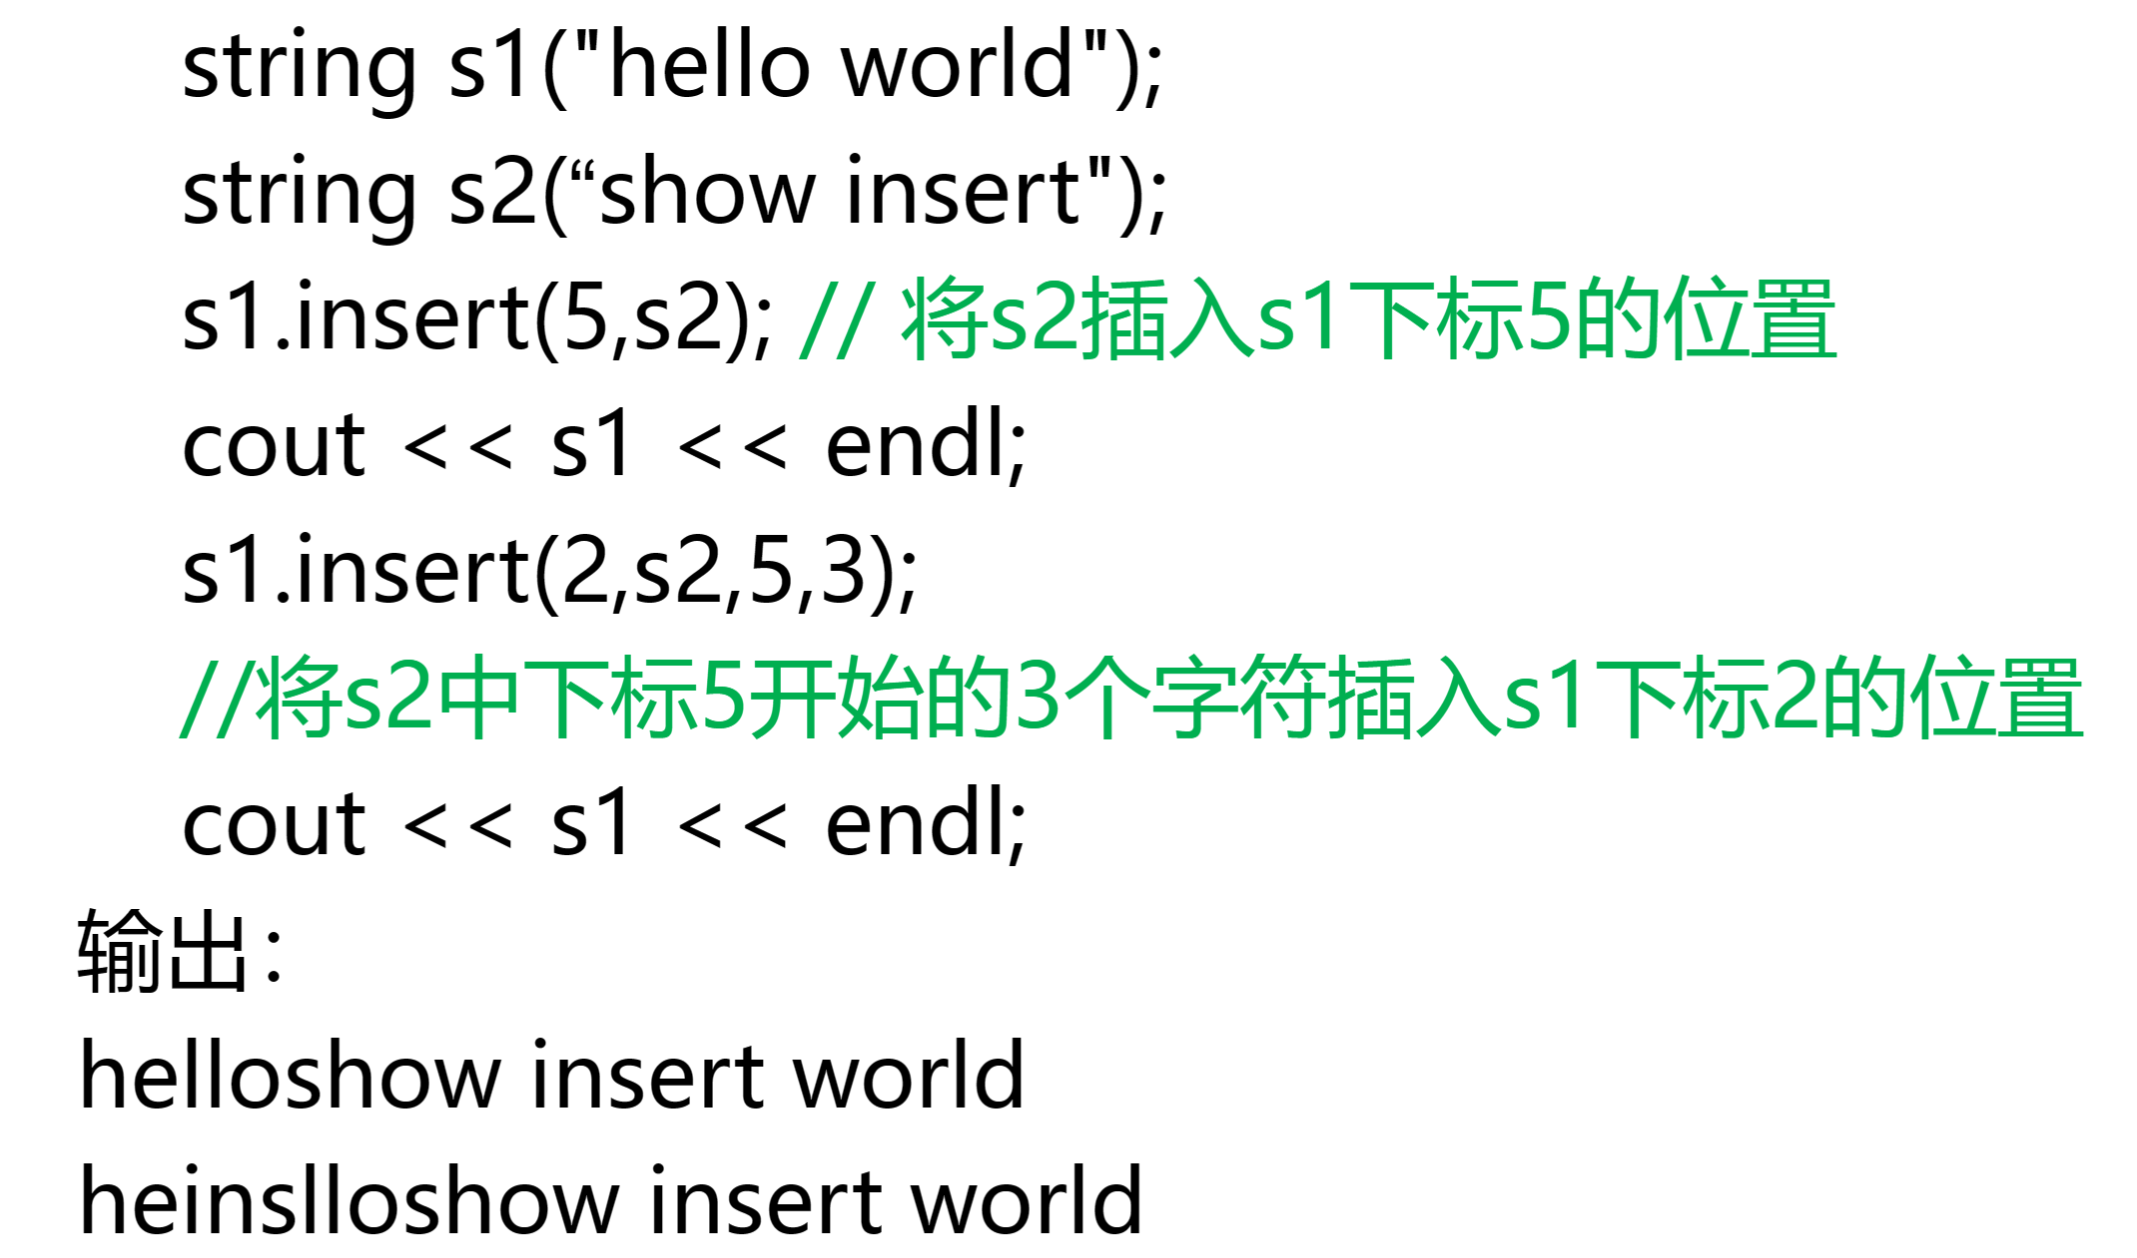 string s1("hello world");
string s2(“show insert");
s1.insert(5,s2); // 将s2插入s1下标5的位置
cout << s1 << endl;
s1.insert(2,s2,5,3);
//将s2中下标5开始的3个字符插入s1下标2的位置
cout << s1 << endl;
输出：
helloshow insert world
heinslloshow insert world